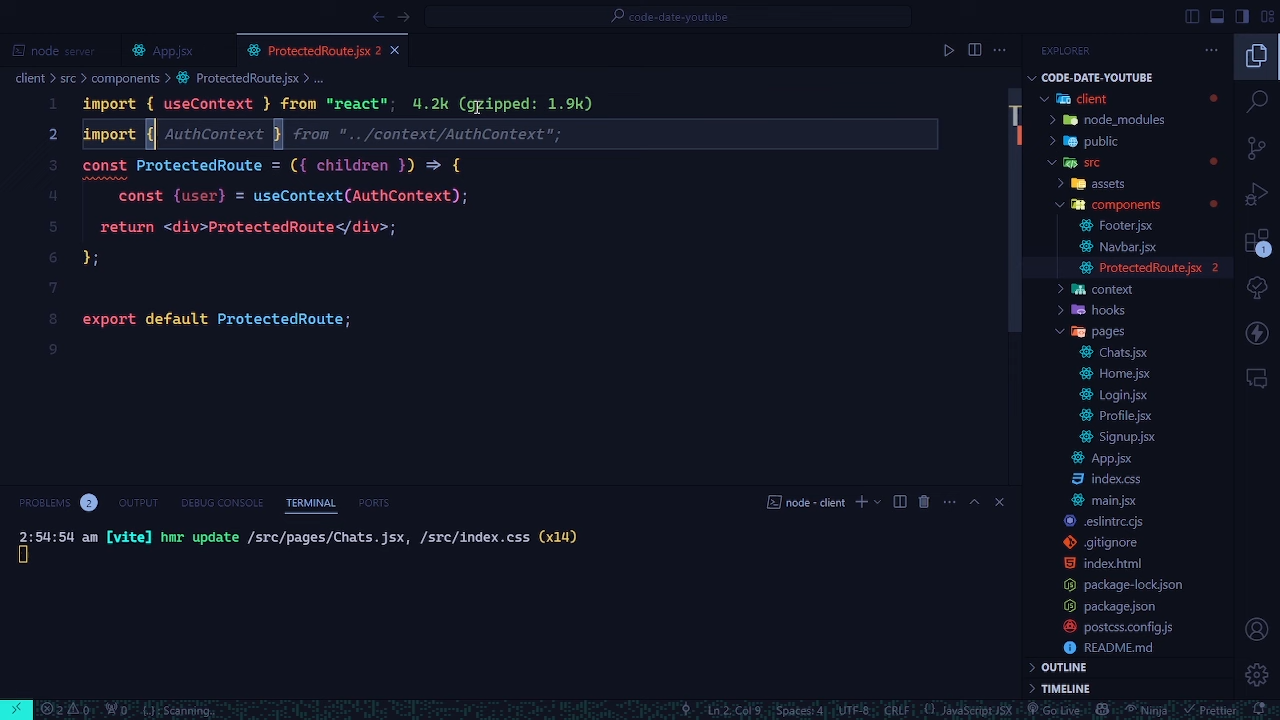 code-date-youtube
node server
App.jsx
ProtectedRoute.jsx 2
client > src > components > ProtectedRoute.jsx > ...
1 import { useContext } from "react"; 4.2k (gzipped: 1.9k)
2 import { AuthContext } from "../context/AuthContext";
3 const ProtectedRoute = ({ children }) => {
4 const {user} = useContext(AuthContext);
5 return <div>ProtectedRoute</div>;
6 };
7
8 export default ProtectedRoute;
9
PROBLEMS 2 OUTPUT DEBUG CONSOLE TERMINAL PORTS
node - client
2:54:54 am [vite] hmr update /src/pages/Chats.jsx, /src/index.css (x14)
EXPLORER
CODE-DATE-YOUTUBE
client
node_modules
public
src
assets
components
Footer.jsx
Navbar.jsx
ProtectedRoute.jsx 2
context
hooks
pages
Chats.jsx
Home.jsx
Login.jsx
Profile.jsx
Signup.jsx
App.jsx
index.css
main.jsx
.eslintrc.cjs
.gitignore
index.html
package-lock.json
package.json
postcss.config.js
README.md
OUTLINE
TIMELINE
1
2 0 0 {..} Scanning..
Ln 2, Col 9 Spaces: 4 UTF-8 CRLF {} JavaScript JSX Go Live Ninja Prettier